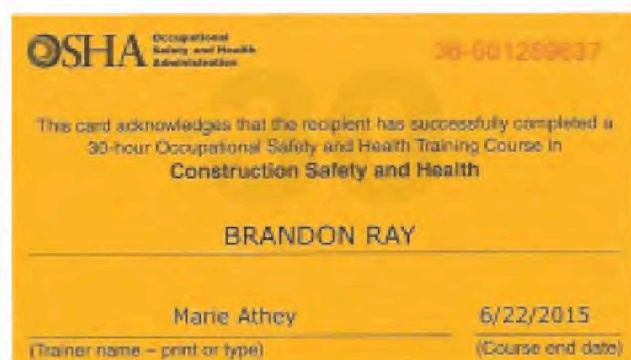 OSHA
Occupational
Safety and Health
Administration
This card acknowledges that the recipient has successfully completed a
30-hour Occupational Safety and Health Training Course in
Construction Safety and Health
BRANDON RAY
Marie Athey
6/22/2015
(Trainer name – print or type)
(Course end date)